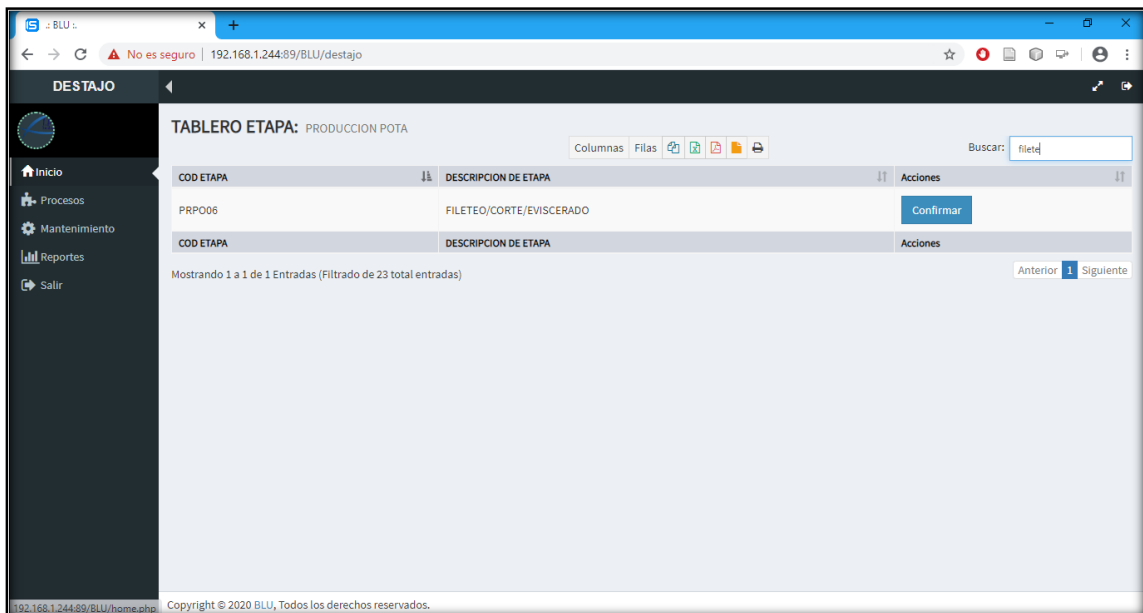 .: BLU :.
No es seguro | 192.168.1.244:89/BLU/destajo
DESTAJO
TABLERO ETAPA: PRODUCCION POTA
Columnas Filas
Buscar: filete
Inicio
Procesos
Mantenimiento
Reportes
Salir
COD ETAPA DESCRIPCION DE ETAPA Acciones
PRPO06 FILETEO/CORTE/EVISCERADO Confirmar
COD ETAPA DESCRIPCION DE ETAPA Acciones
Mostrando 1 a 1 de 1 Entradas (Filtrado de 23 total entradas)
Anterior 1 Siguiente
192.168.1.244:89/BLU/home.php
Copyright © 2020 BLU, Todos los derechos reservados.